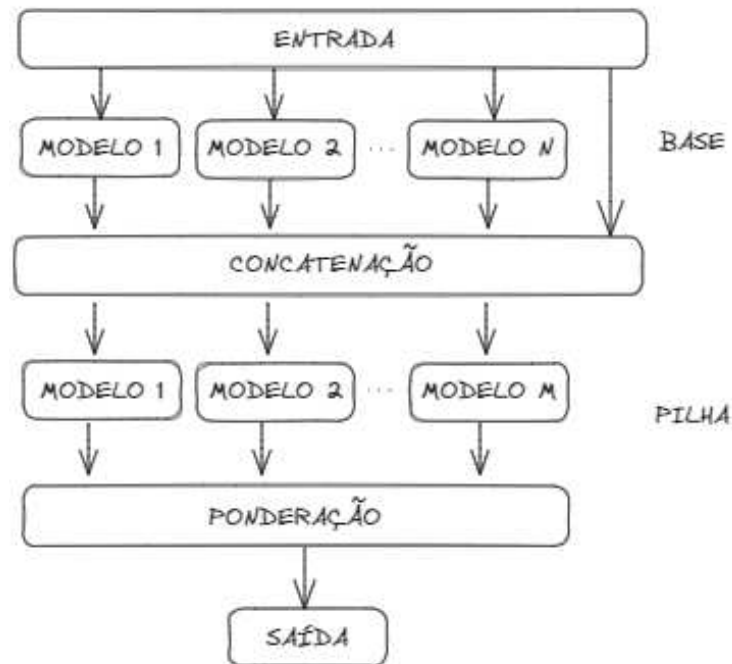 ENTRADA
MODELO 1 MODELO 2 ... MODELO N
BASE
CONCATENAÇÃO
MODELO 1 MODELO 2 ... MODELO M
PILHA
PONDERAÇÃO
SAÍDA